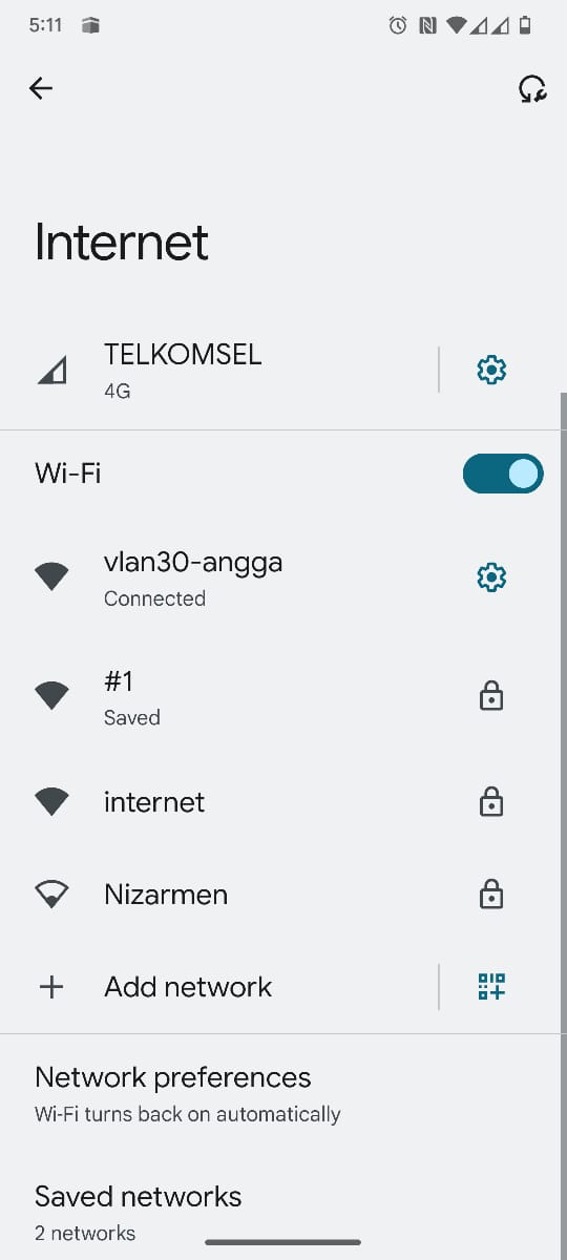 5:11
Internet
TELKOMSEL
4G
Wi-Fi
vlan30-angga
Connected
#1
Saved
internet
Nizarmen
Add network
Network preferences
Wi-Fi turns back on automatically
Saved networks
2 networks